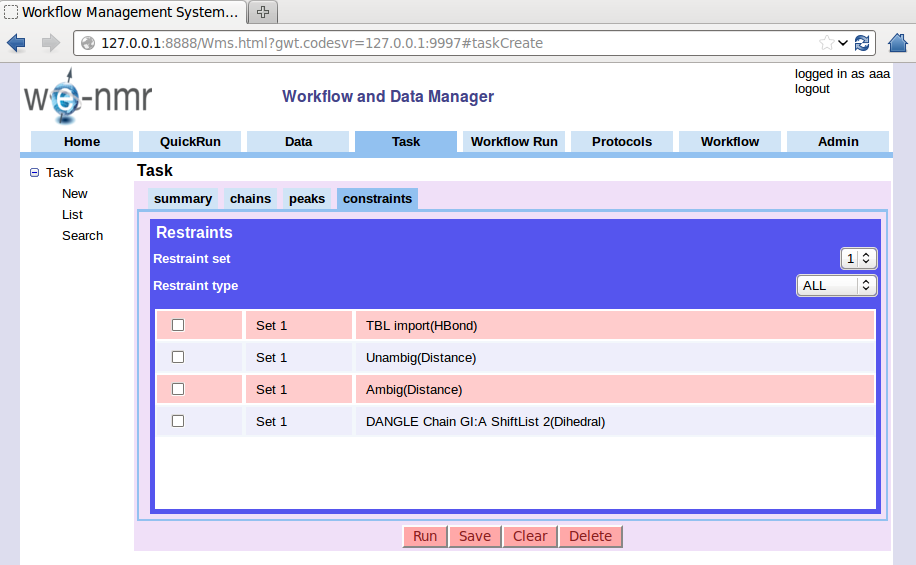 Workflow Management System...
127.0.0.1:8888/Wms.html?gwt.codesvr=127.0.0.1:9997#taskCreate
we-nmr
Workflow and Data Manager
logged in as aaa
logout
Home QuickRun Data Task Workflow Run Protocols Workflow Admin
Task
New
List
Search
Task
summary chains peaks constraints
Restraints
Restraint set 1
Restraint type ALL
Set 1 TBL import(HBond)
Set 1 Unambig(Distance)
Set 1 Ambig(Distance)
Set 1 DANGLE Chain GI:A ShiftList 2(Dihedral)
Run Save Clear Delete